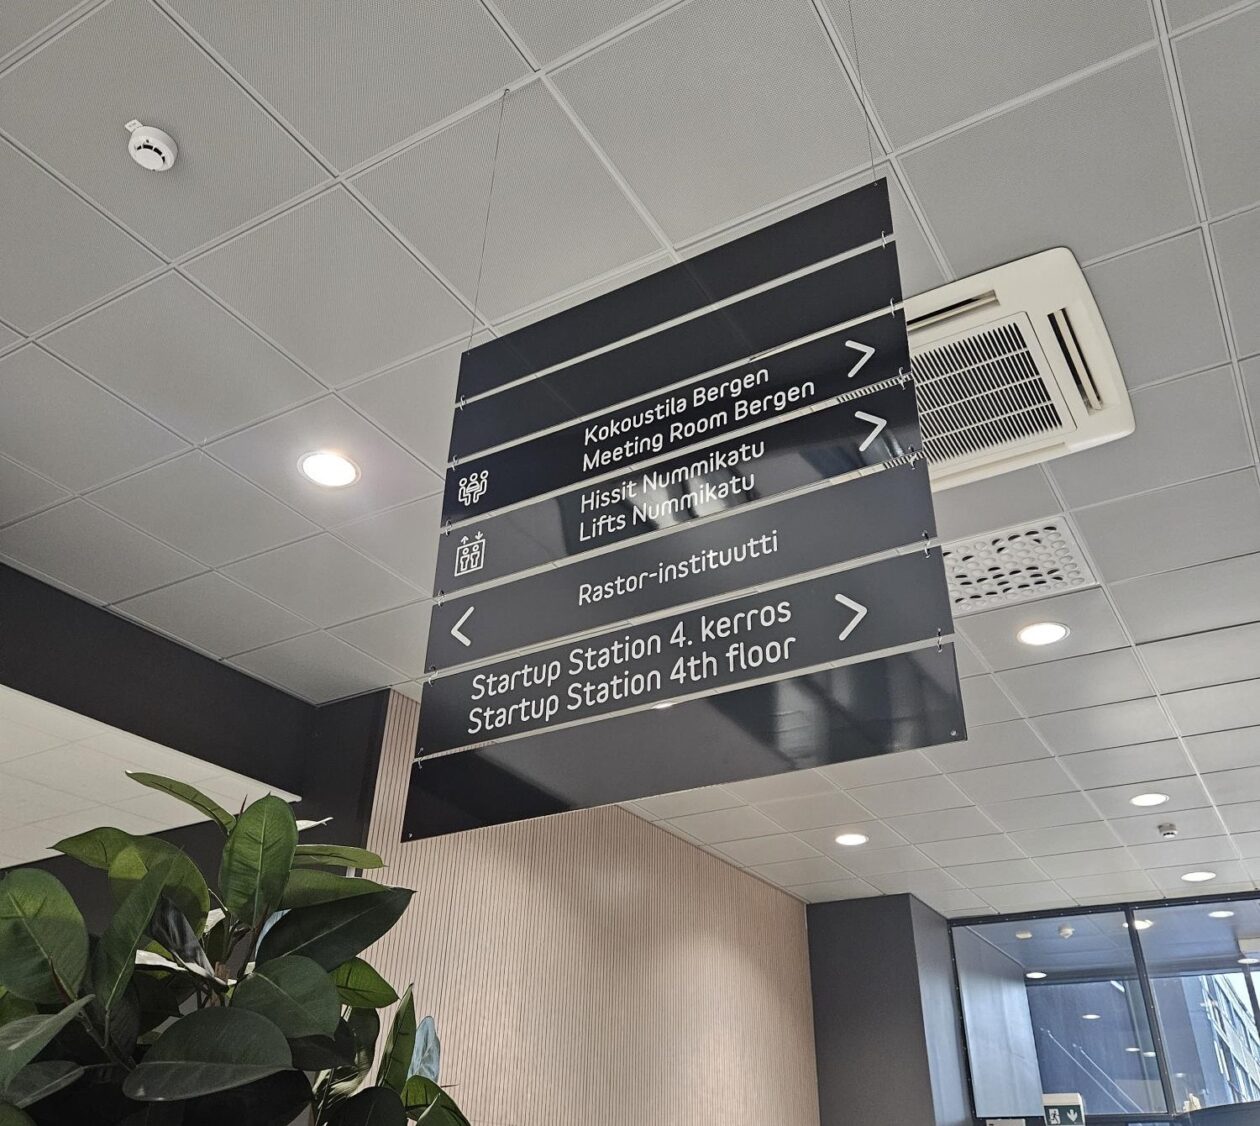 Kokoustila Bergen
Meeting Room Bergen
Hissit Nummikatu
Lifts Nummikatu
Rastor-instituutti
Startup Station 4. kerros
Startup Station 4th floor